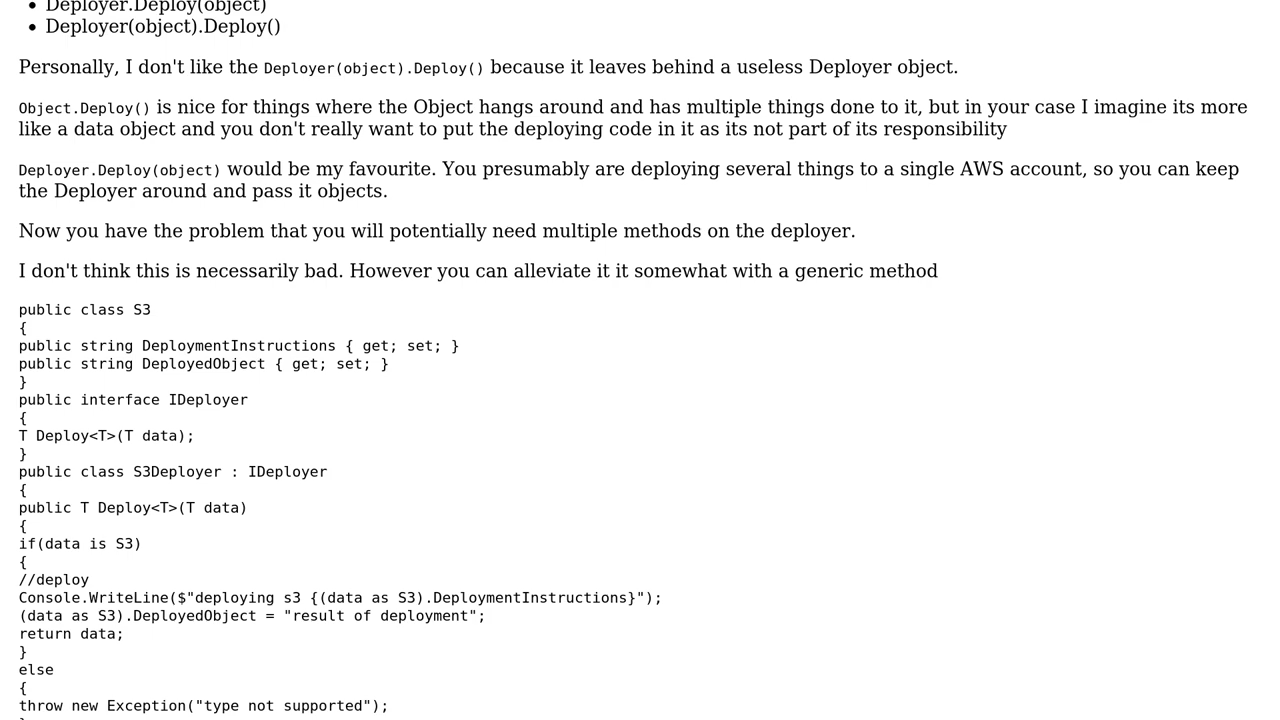 Deployer.Deploy(object)
Deployer(object).Deploy()
Personally, I don't like the Deployer(object).Deploy() because it leaves behind a useless Deployer object.
Object.Deploy() is nice for things where the Object hangs around and has multiple things done to it, but in your case I imagine its more
like a data object and you don't really want to put the deploying code in it as its not part of its responsibility
Deployer.Deploy(object) would be my favourite. You presumably are deploying several things to a single AWS account, so you can keep
the Deployer around and pass it objects.
Now you have the problem that you will potentially need multiple methods on the deployer.
I don't think this is necessarily bad. However you can alleviate it it somewhat with a generic method
public class S3
{
public string DeploymentInstructions { get; set; }
public string DeployedObject { get; set; }
}
public interface IDeployer
{
T Deploy<T>(T data);
}
public class S3Deployer : IDeployer
{
public T Deploy<T>(T data)
{
if(data is S3)
{
//deploy
Console.WriteLine($"deploying s3 {(data as S3).DeploymentInstructions}");
(data as S3).DeployedObject = "result of deployment";
return data;
}
else
{
throw new Exception("type not supported");